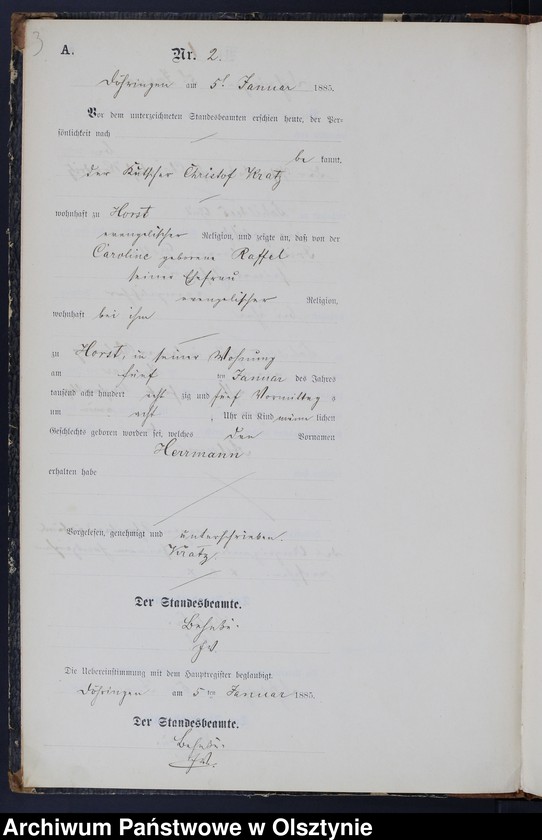 3
A.
Nr. 2.
Döhringen am 5t Januar 1885.
Vor dem unterzeichneten Standesbeamten erschien heute, der Per-
sönlichkeit nach
be kannt,
der Kutscher Christof Kratz
wohnhaft zu Horst
evangelischer Religion, und zeigte an, daß von der
Caroline geborene Raffel
seiner Ehefrau
evangelischer Religion,
wohnhaft bei ihm
zu Horst, in seiner Wohnung
am fünf ten Januar des Jahres
tausend acht hundert acht zig und fünf Vormittag s
um acht Uhr ein Kind männ lichen
Geschlechts geboren worden sei, welches den Vornamen
Herrmann
erhalten habe
Vorgelesen, genehmigt und unterschrieben.
Kratz.
Der Standesbeamte.
Die Uebereinstimmung mit dem Hauptregister beglaubigt.
Döhringen am 5 ten Januar 1885.
Der Standesbeamte.
Archiwum Państwowe w Olsztynie